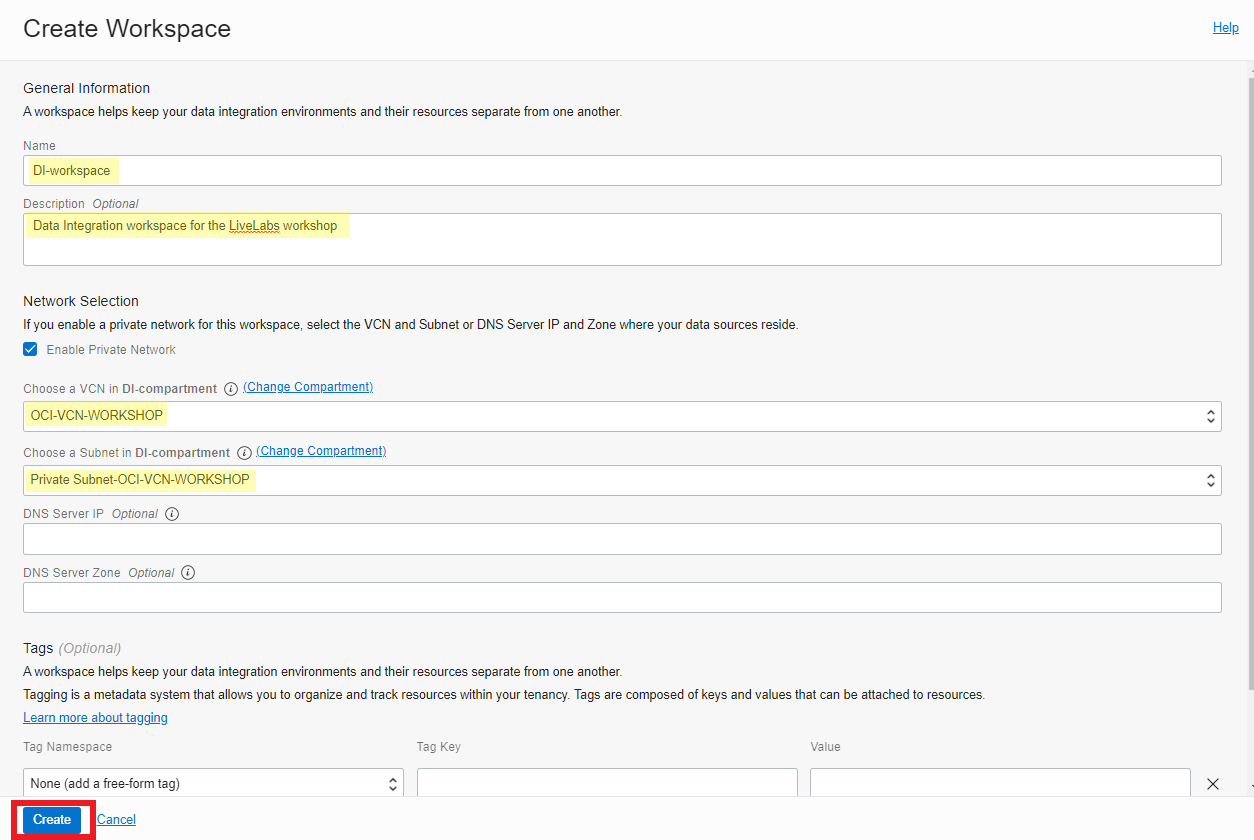 Create Workspace
Help
General Information
A workspace helps keep your data integration environments and their resources separate from one another.
Name
DI-workspace
Description Optional
Data Integration workspace for the LiveLabs workshop
Network Selection
If you enable a private network for this workspace, select the VCN and Subnet or DNS Server IP and Zone where your data sources reside.
Enable Private Network
Choose a VCN in DI-compartment (Change Compartment)
OCI-VCN-WORKSHOP
Choose a Subnet in DI-compartment (Change Compartment)
Private Subnet-OCI-VCN-WORKSHOP
DNS Server IP Optional
DNS Server Zone Optional
Tags (Optional)
A workspace helps keep your data integration environments and their resources separate from one another.
Tagging is a metadata system that allows you to organize and track resources within your tenancy. Tags are composed of keys and values that can be attached to resources.
Learn more about tagging
Tag Namespace Tag Key Value
None (add a free-form tag)
Create Cancel